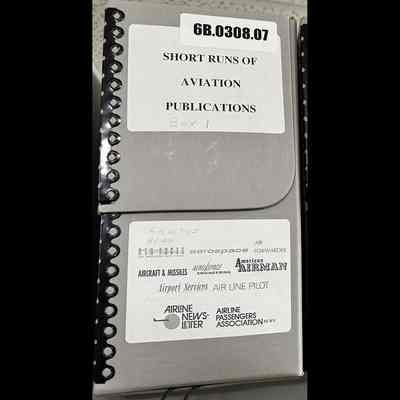 6B.0308.07
SHORT RUNS OF
AVIATION
PUBLICATIONS
Box 1
aerospace
AIRCRAFT & MISSILES
American
AIRMAN
Airport Services AIR LINE PILOT
AIRLINE
NEWS-
LETTER
AIRLINE
PASSENGERS
ASSOCIATION NEWS